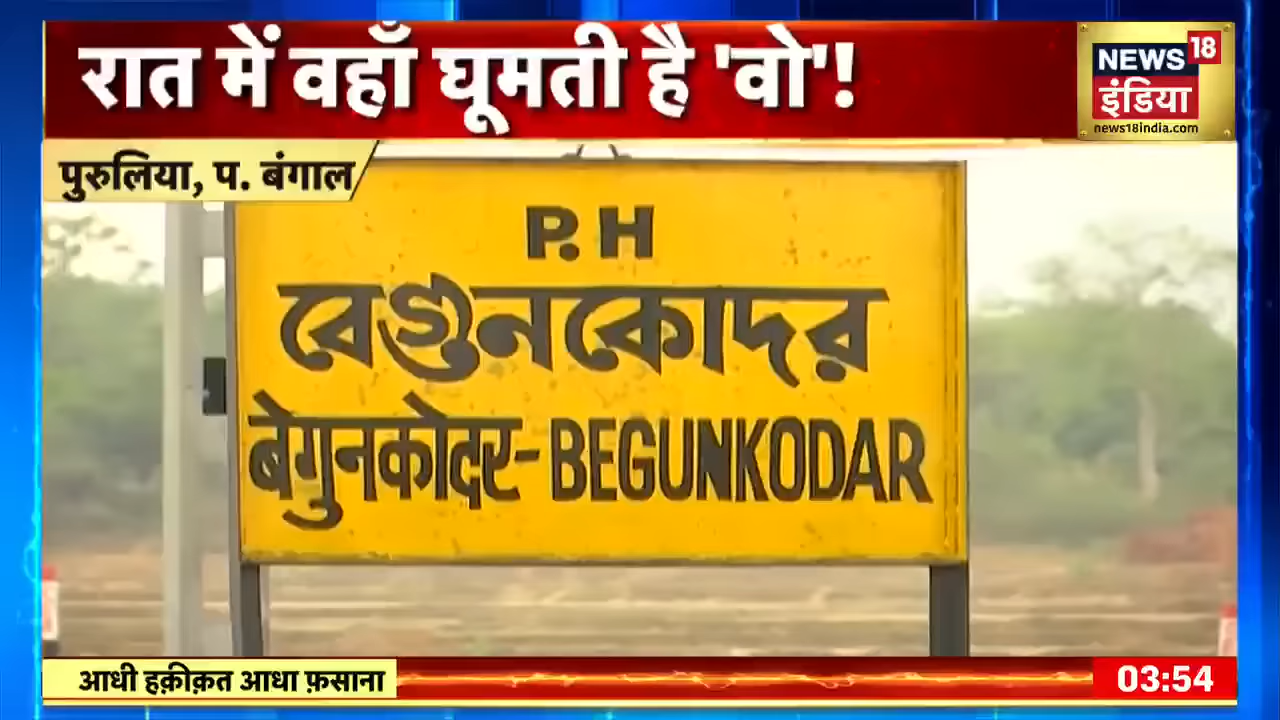 रात में वहाँ घूमती है 'वो'!
NEWS 18
इंडिया
news18india.com
पुरुलिया, प. बंगाल
P.H
বেগুনকোদর
बेगुनकोदर-BEGUNKODAR
आधी हक़ीक़त आधा फ़साना
03:54